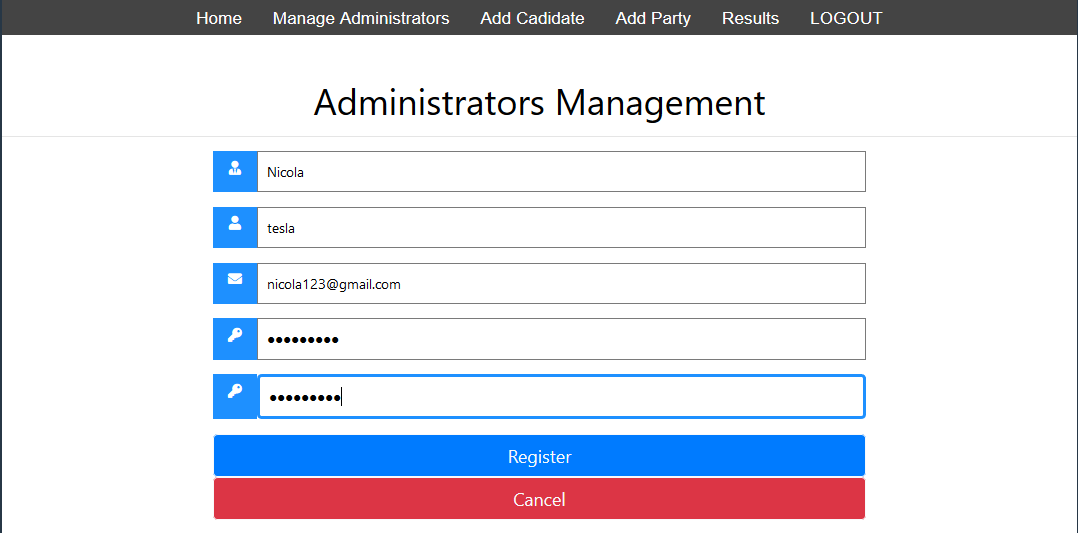 Home Manage Administrators Add Cadidate Add Party Results LOGOUT
Administrators Management
Nicola
tesla
nicola123@gmail.com
•••••••••
•••••••••
Register
Cancel